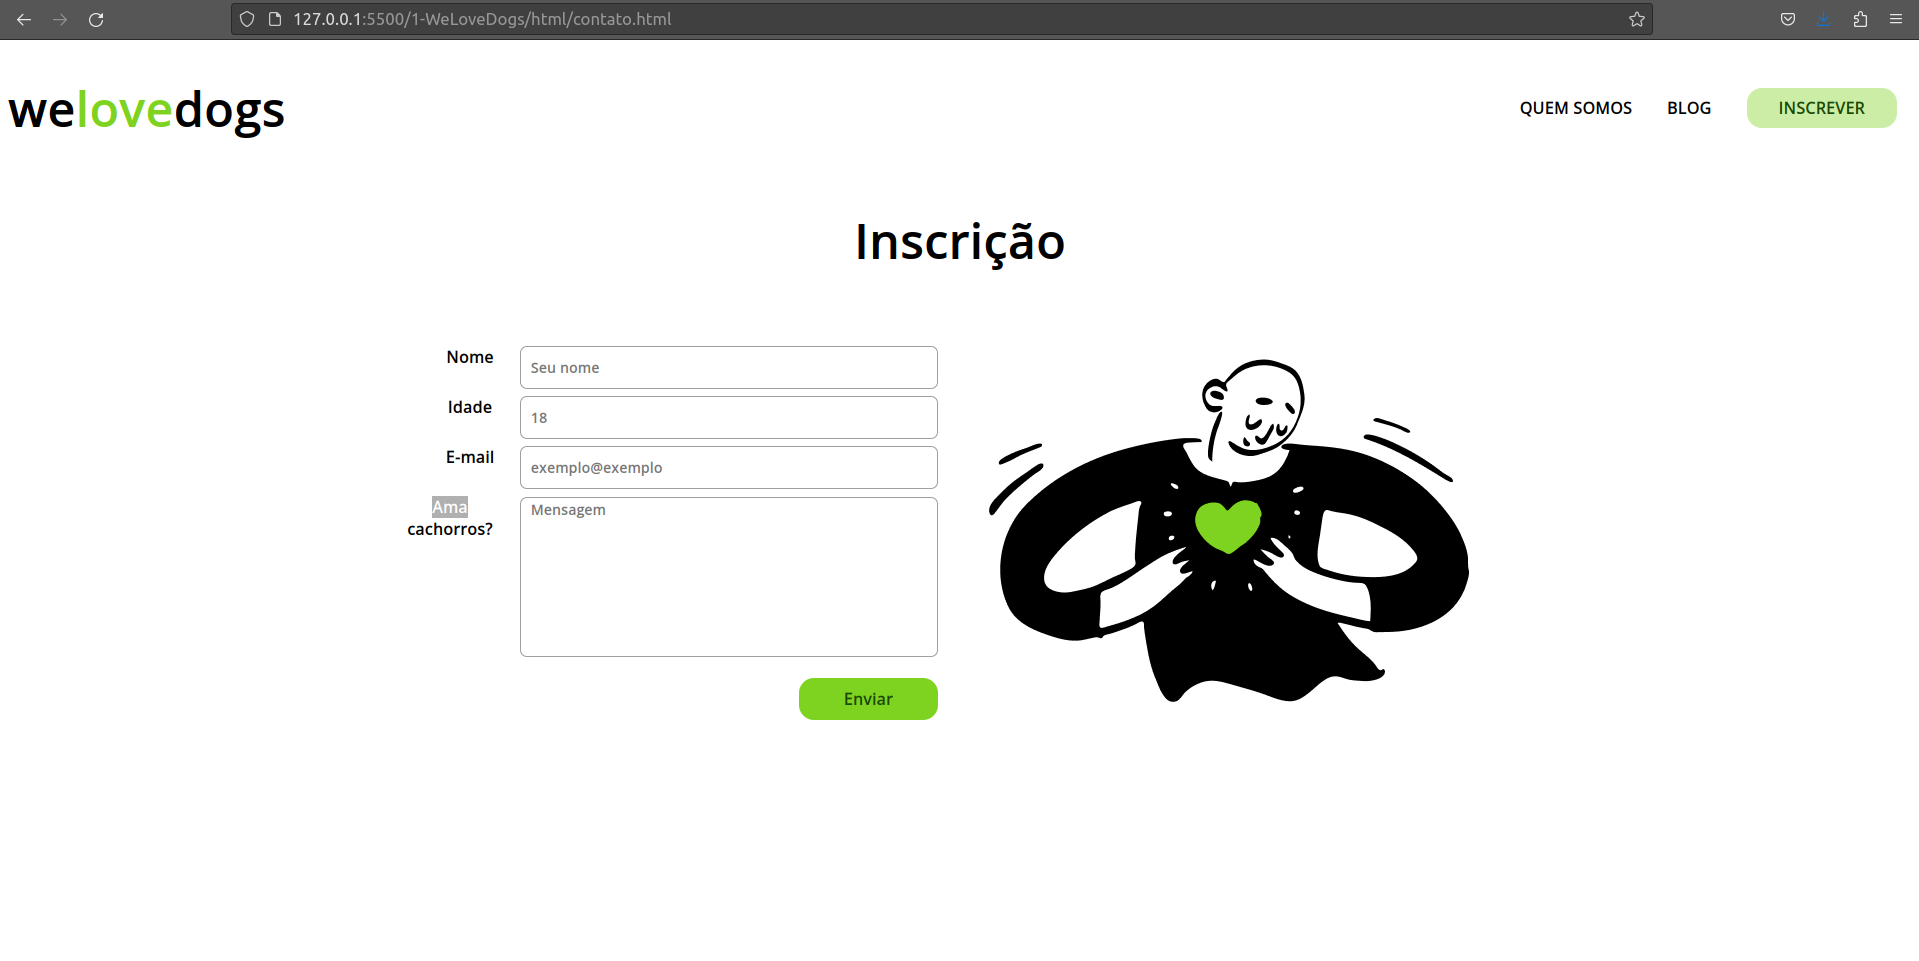 127.0.0.1:5500/1-WeLoveDogs/html/contato.html
welovedogs
QUEM SOMOS
BLOG
INSCREVER
Inscrição
Nome
Seu nome
Idade
18
E-mail
exemplo@exemplo
Ama
cachorros?
Mensagem
Enviar